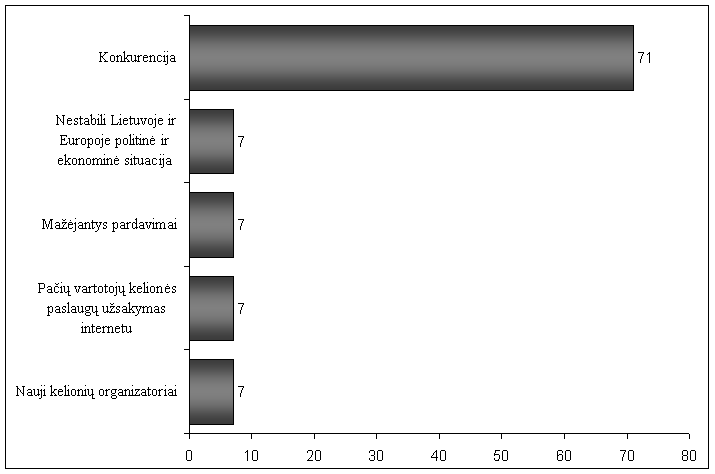 Konkurencija
71
Nestabili Lietuvoje ir
Europoje politinė ir
ekonominė situacija
7
Mažėjantys pardavimai
7
Pačių vartotojų kelionės
paslaugų užsakymas
internetu
7
Nauji kelionių organizatoriai
7
0 10 20 30 40 50 60 70 80